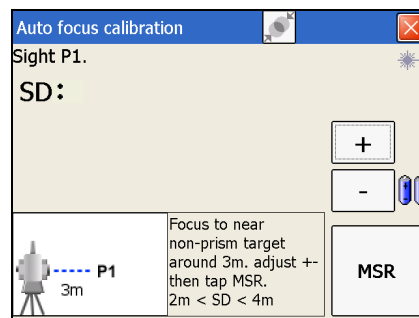 Auto focus calibration
Sight P1.
SD:
+
-
Focus to near
non-prism target
around 3m. adjust +-
then tap MSR.
2m < SD < 4m
P1
3m
MSR